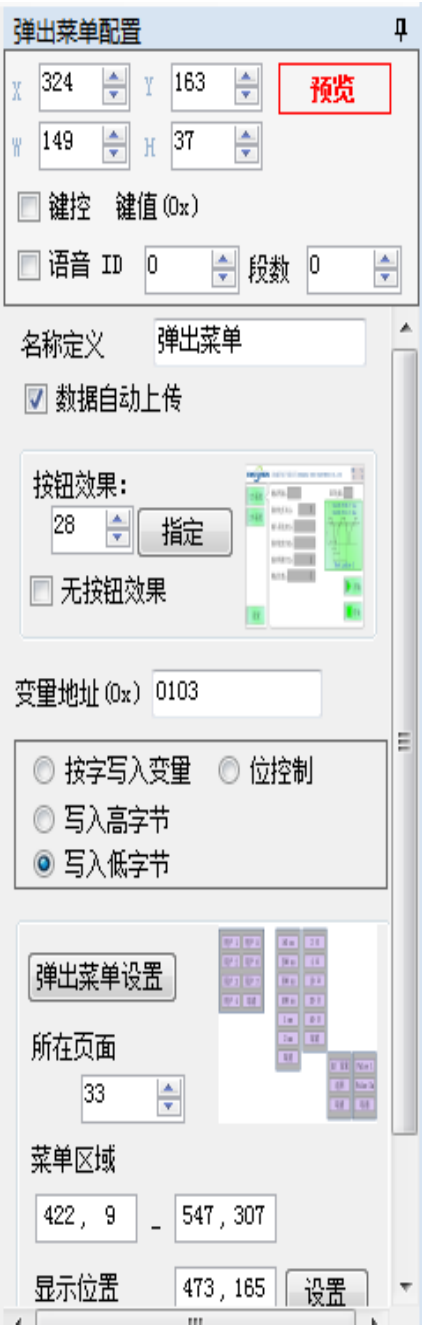 弹出菜单配置
X 324 Y 163 预览
W 149 H 37
键控 键值(0x)
语音 ID 0 段数 0
名称定义 弹出菜单
数据自动上传
按钮效果:
28 指定
无按钮效果
变量地址(0x) 0103
按字写入变量 位控制
写入高字节
写入低字节
弹出菜单设置
所在页面
33
菜单区域
422, 9 _ 547,307
显示位置 473,165 设置